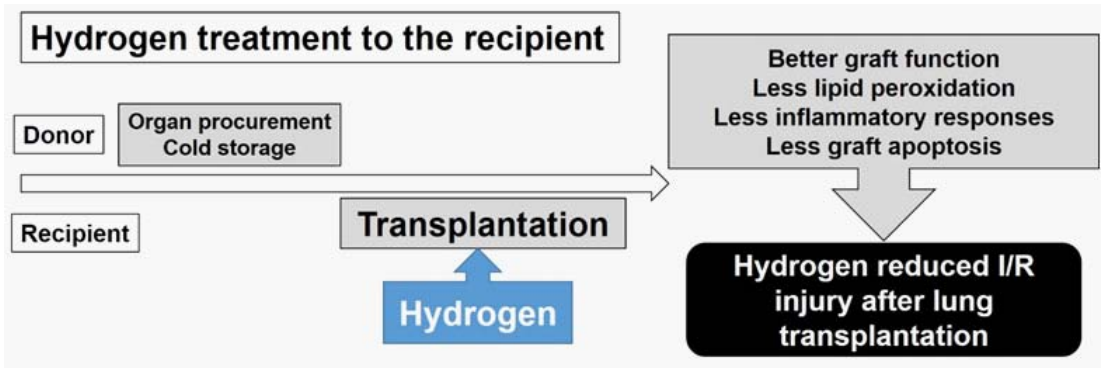 Hydrogen treatment to the recipient
Donor
Organ procurement
Cold storage
Recipient
Transplantation
Hydrogen
Better graft function
Less lipid peroxidation
Less inflammatory responses
Less graft apoptosis
Hydrogen reduced I/R
injury after lung
transplantation